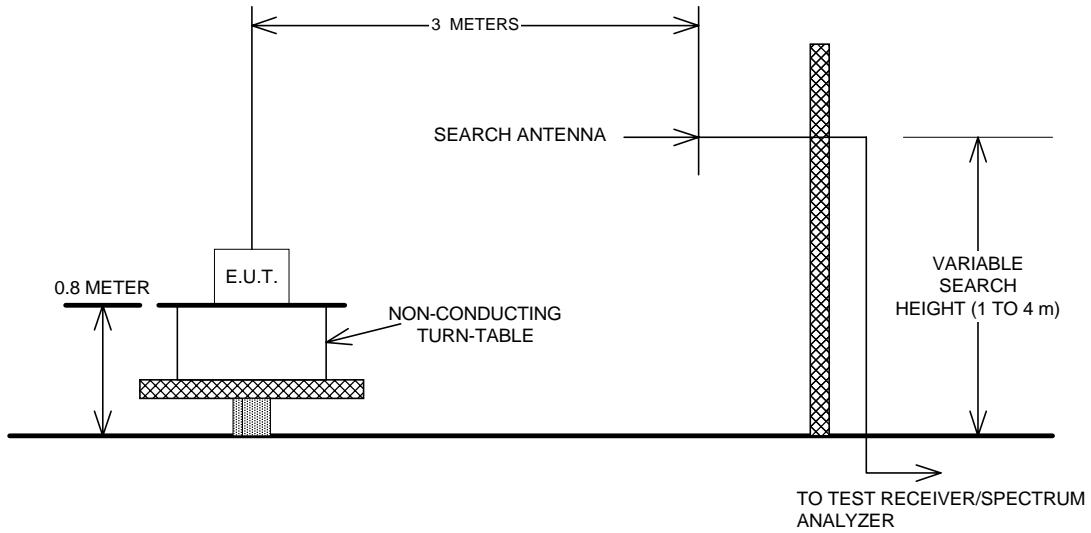 3 METERS
SEARCH ANTENNA
E.U.T.
0.8 METER
NON-CONDUCTING
TURN-TABLE
VARIABLE
SEARCH
HEIGHT (1 TO 4 m)
TO TEST RECEIVER/SPECTRUM
ANALYZER